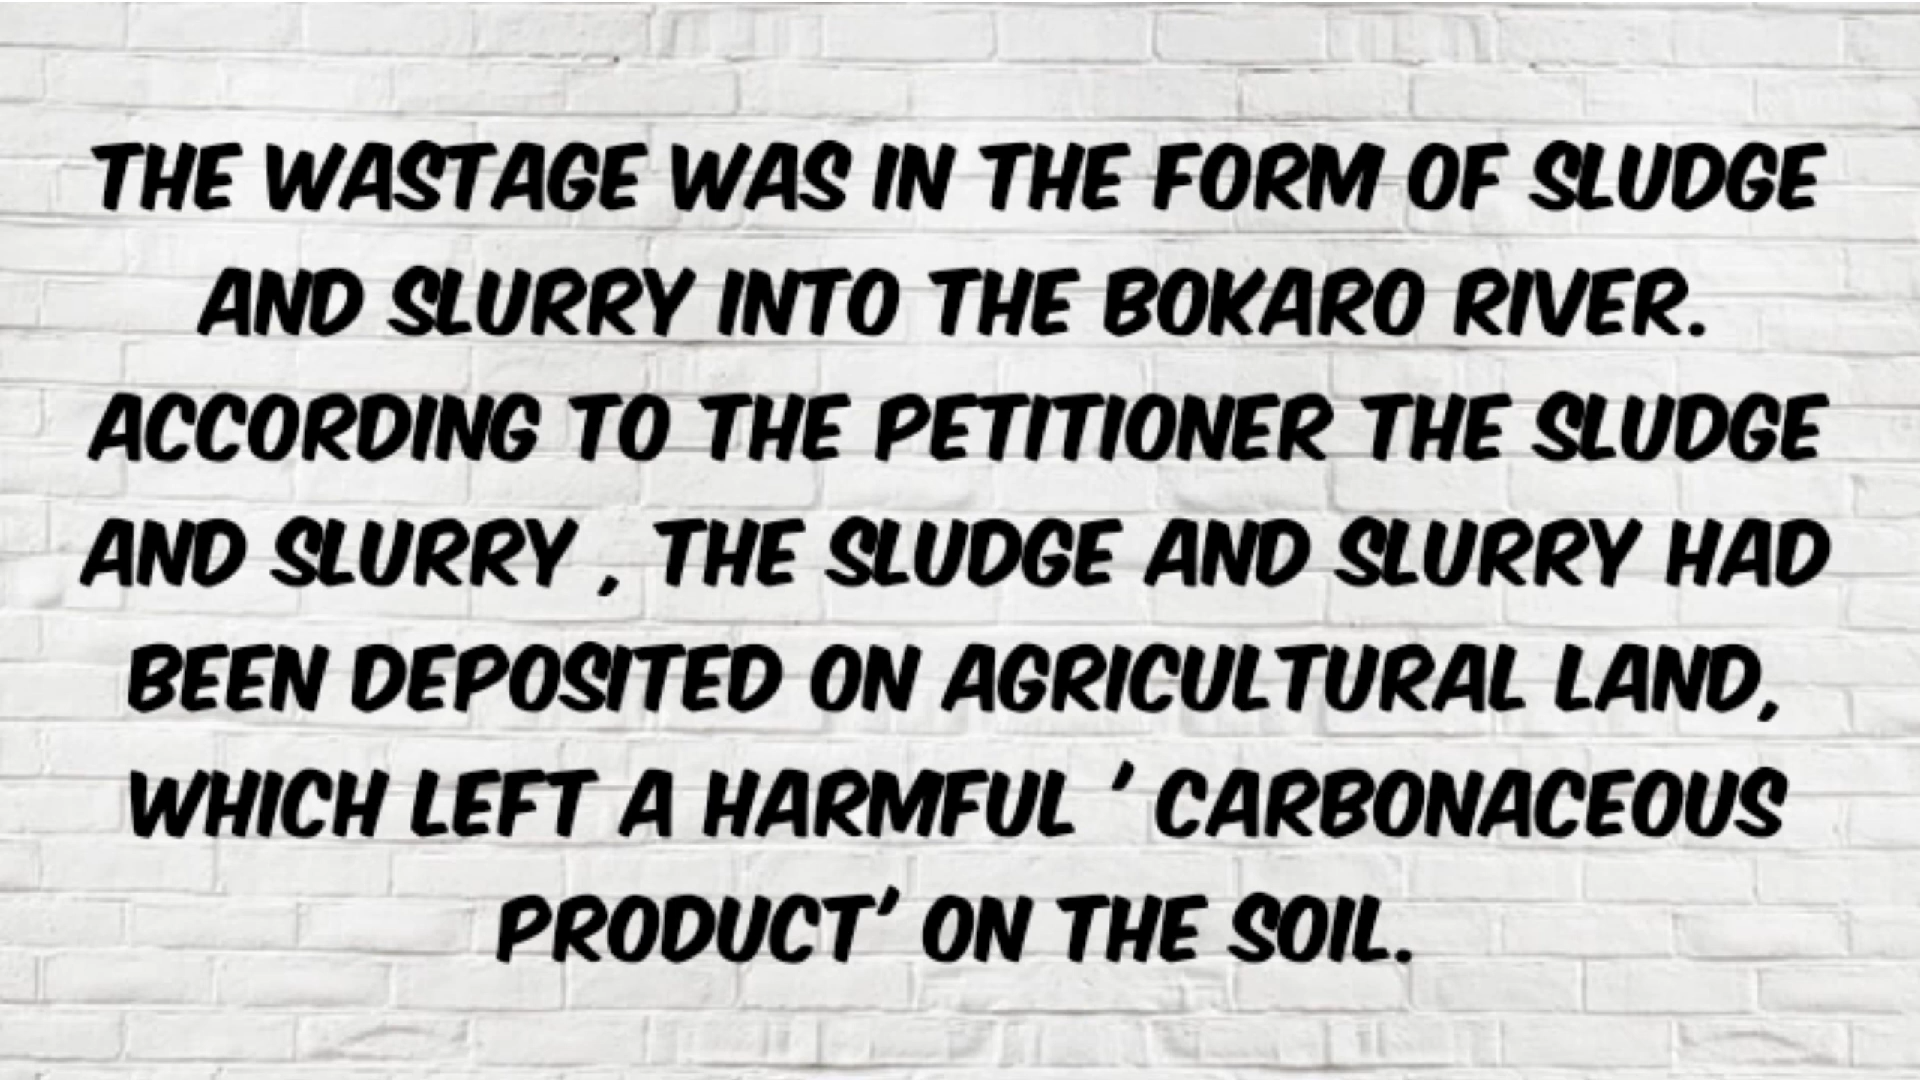 THE WASTAGE WAS IN THE FORM OF SLUDGE
AND SLURRY INTO THE BOKARO RIVER.
ACCORDING TO THE PETITIONER THE SLUDGE
AND SLURRY , THE SLUDGE AND SLURRY HAD
BEEN DEPOSITED ON AGRICULTURAL LAND,
WHICH LEFT A HARMFUL ' CARBONACEOUS
PRODUCT' ON THE SOIL.